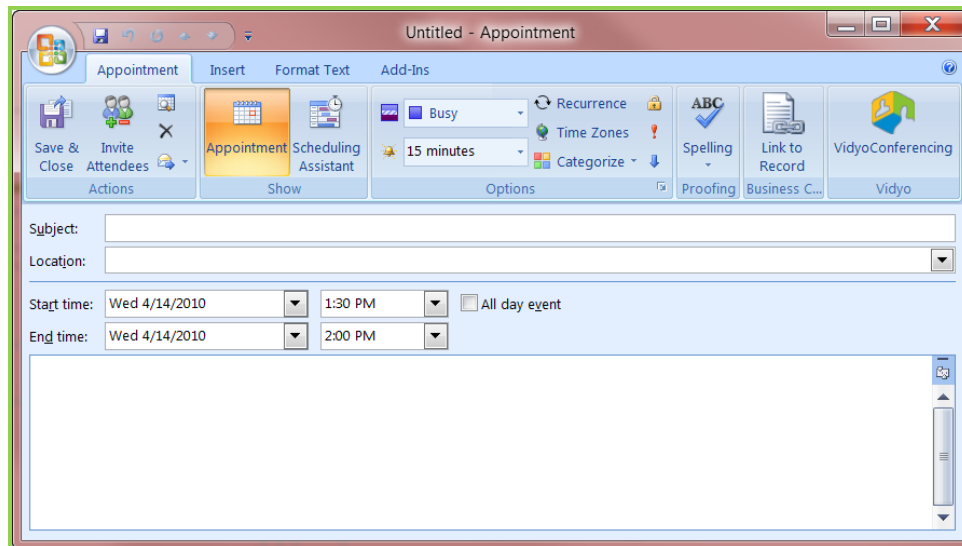 Untitled - Appointment
Appointment Insert Format Text Add-Ins
Save & Close
Invite Attendees
Actions
Appointment
Scheduling Assistant
Show
Busy
15 minutes
Recurrence
Time Zones
Categorize
Options
ABC
Spelling
Proofing
Link to Record
Business C...
VidyoConferencing
Vidyo
Subject:
Location:
Start time: Wed 4/14/2010 1:30 PM All day event
End time: Wed 4/14/2010 2:00 PM